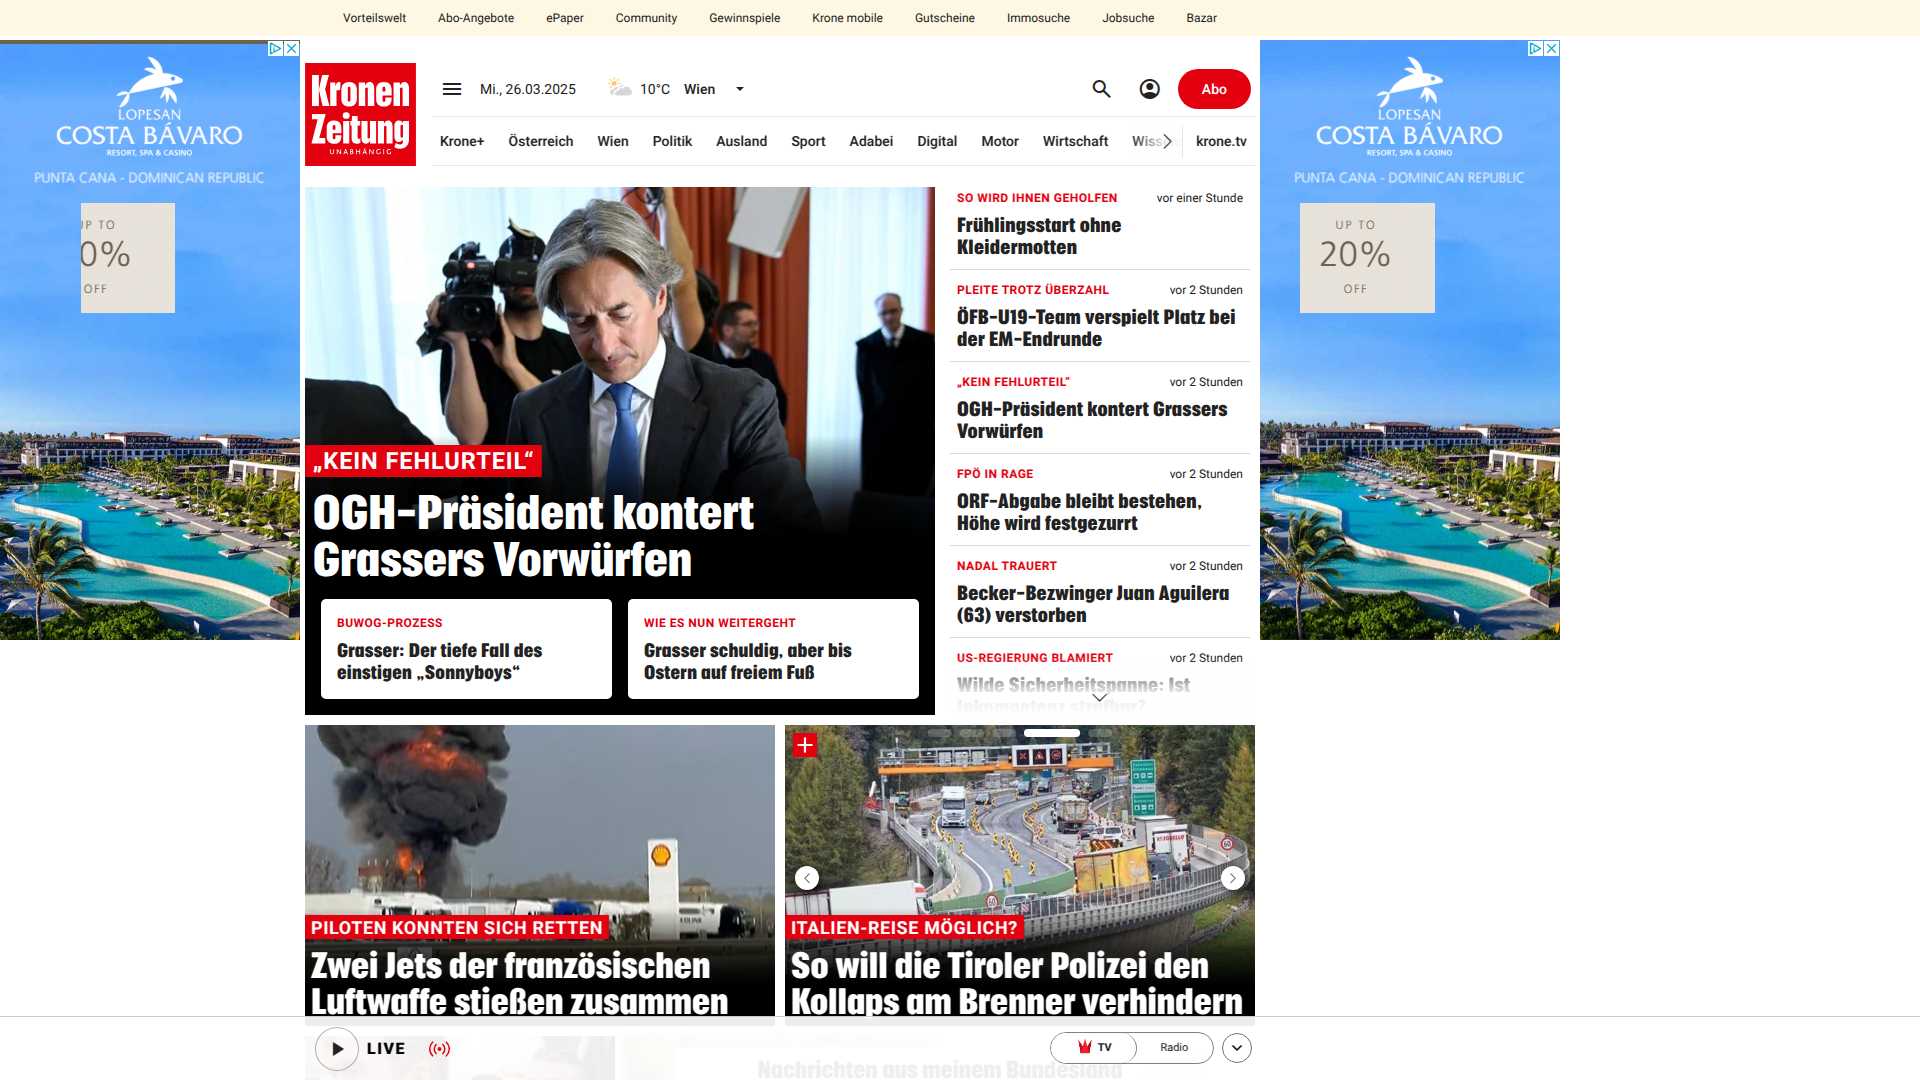 Vorteilswelt
Abo-Angebote
ePaper
Community
Gewinnspiele
Krone mobile
Gutscheine
Immosuche
Jobsuche
Bazar
LOPESAN
COSTA BÁVARO
RESORT, SPA & CASINO
PUNTA CANA - DOMINICAN REPUBLIC
UP TO
0%
OFF
Kronen
Zeitung
UNABHÄNGIG
Mi., 26.03.2025
10°C
Wien
Abo
Krone+
Österreich
Wien
Politik
Ausland
Sport
Adabei
Digital
Motor
Wirtschaft
Wiss
krone.tv
„KEIN FEHLURTEIL“
OGH-Präsident kontert
Grassers Vorwürfen
BUWOG-PROZESS
Grasser: Der tiefe Fall des
einstigen „Sonnyboys“
WIE ES NUN WEITERGEHT
Grasser schuldig, aber bis
Ostern auf freiem Fuß
SO WIRD IHNEN GEHOLFEN
vor einer Stunde
Frühlingsstart ohne
Kleidermotten
PLEITE TROTZ ÜBERZAHL
vor 2 Stunden
ÖFB-U19-Team verspielt Platz bei
der EM-Endrunde
„KEIN FEHLURTEIL“
vor 2 Stunden
OGH-Präsident kontert Grassers
Vorwürfen
FPÖ IN RAGE
vor 2 Stunden
ORF-Abgabe bleibt bestehen,
Höhe wird festgezurrt
NADAL TRAUERT
vor 2 Stunden
Becker-Bezwinger Juan Aguilera
(63) verstorben
US-REGIERUNG BLAMIERT
vor 2 Stunden
Wilde Sicherheitspanne: Ist
Inkompetenz strafbar?
LOPESAN
COSTA BÁVARO
RESORT, SPA & CASINO
PUNTA CANA - DOMINICAN REPUBLIC
UP TO
20%
OFF
PILOTEN KONNTEN SICH RETTEN
Zwei Jets der französischen
Luftwaffe stießen zusammen
ITALIEN-REISE MÖGLICH?
So will die Tiroler Polizei den
Kollaps am Brenner verhindern
LIVE
TV
Radio
Nachrichten aus meinem Bundesland